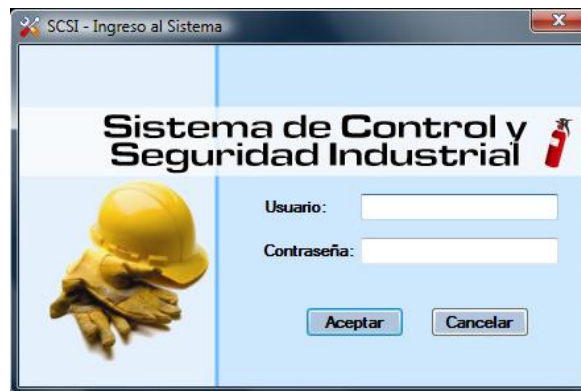 SCSI - Ingreso al Sistema
Sistema de Control y
Seguridad Industrial
Usuario:
Contraseña:
Aceptar
Cancelar